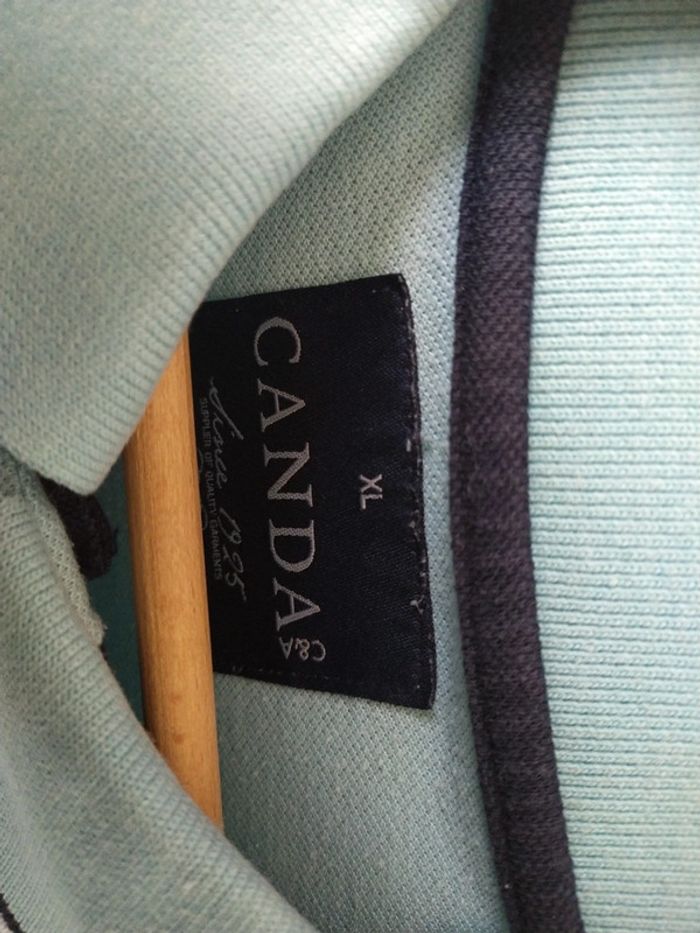 XL
CANDA
C&A
Since 1925
SUPPLIER OF QUALITY GARMENTS